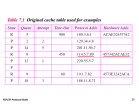 Table 7.1 Original cache table used for examples
State Queue Attempt Time-Out Protocol Addr. Hardware Addr.
R 5 900 180.3.6.1 ACAE32457342
P 2 2 129.34.4.8
P 14 5 201.11.56.7
R 8 450 114.5.7.89 457342ACAE32
P 12 1 220.55.5.7
F
R 9 60 19.1.7.82 4573E3242ACA
P 18 3 188.11.8.71
TCP/IP Protocol Suite